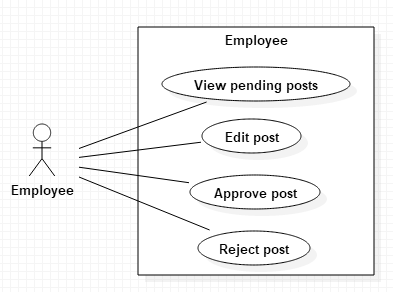 Employee
View pending posts
Edit post
Employee
Approve post
Reject post